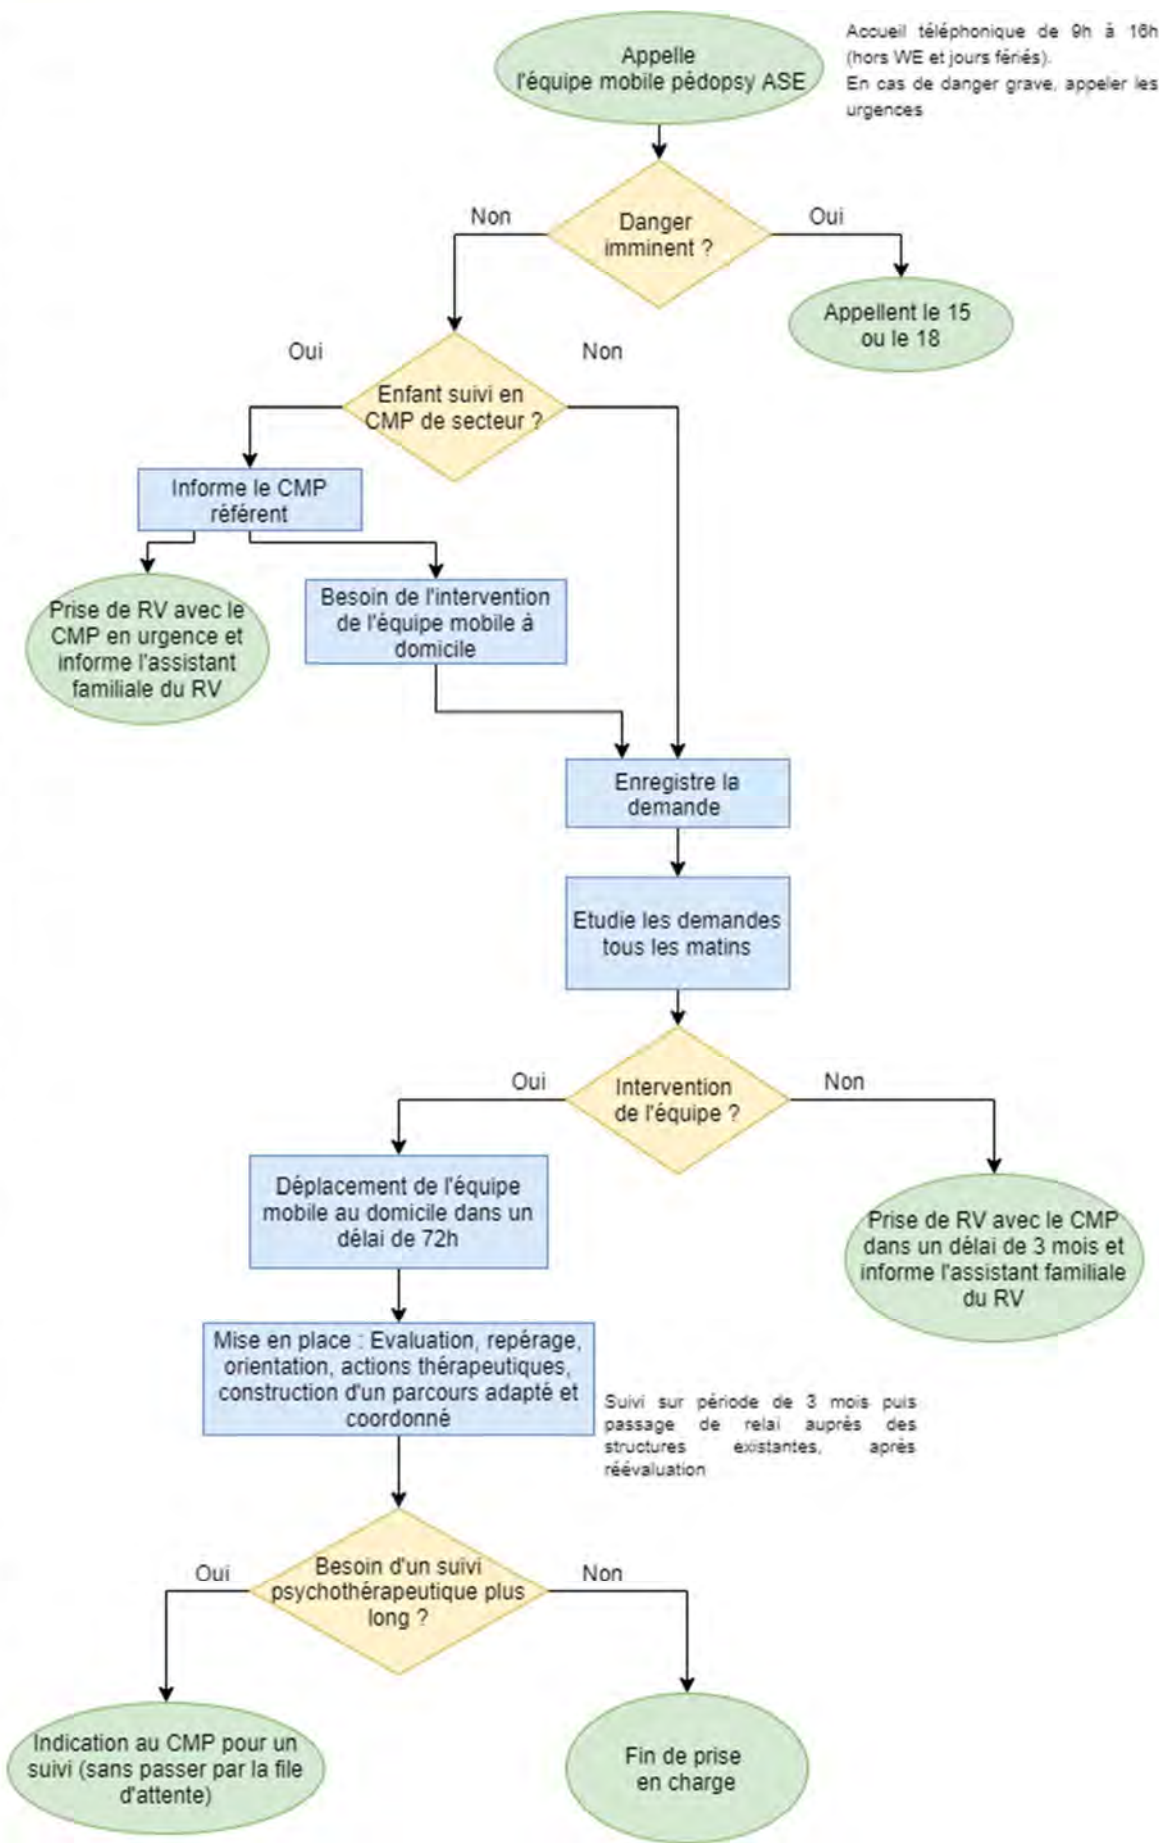 Appelle
l'équipe mobile pédopsy ASE
Accueil téléphonique de 9h à 16h
(hors WE et jours fériés).
En cas de danger grave, appeler les
urgences
Non
Danger
imminent ?
Oui
Appellent le 15
ou le 18
Oui
Non
Enfant suivi en
CMP de secteur ?
Informe le CMP
référent
Prise de RV avec le
CMP en urgence et
informe l'assistant
familiale du RV
Besoin de l'intervention
de l'équipe mobile à
domicile
Enregistre la
demande
Etudie les demandes
tous les matins
Oui
Intervention
de l'équipe ?
Non
Déplacement de l'équipe
mobile au domicile dans un
délai de 72h
Prise de RV avec le CMP
dans un délai de 3 mois et
informe l'assistant familiale
du RV
Mise en place : Evaluation, repérage,
orientation, actions thérapeutiques,
construction d'un parcours adapté et
coordonné
Suivi sur période de 3 mois puis
passage de relai auprès des
structures existantes, après
réévaluation
Oui
Besoin d'un suivi
psychothérapeutique plus
long ?
Non
Indication au CMP pour un
suivi (sans passer par la file
d'attente)
Fin de prise
en charge